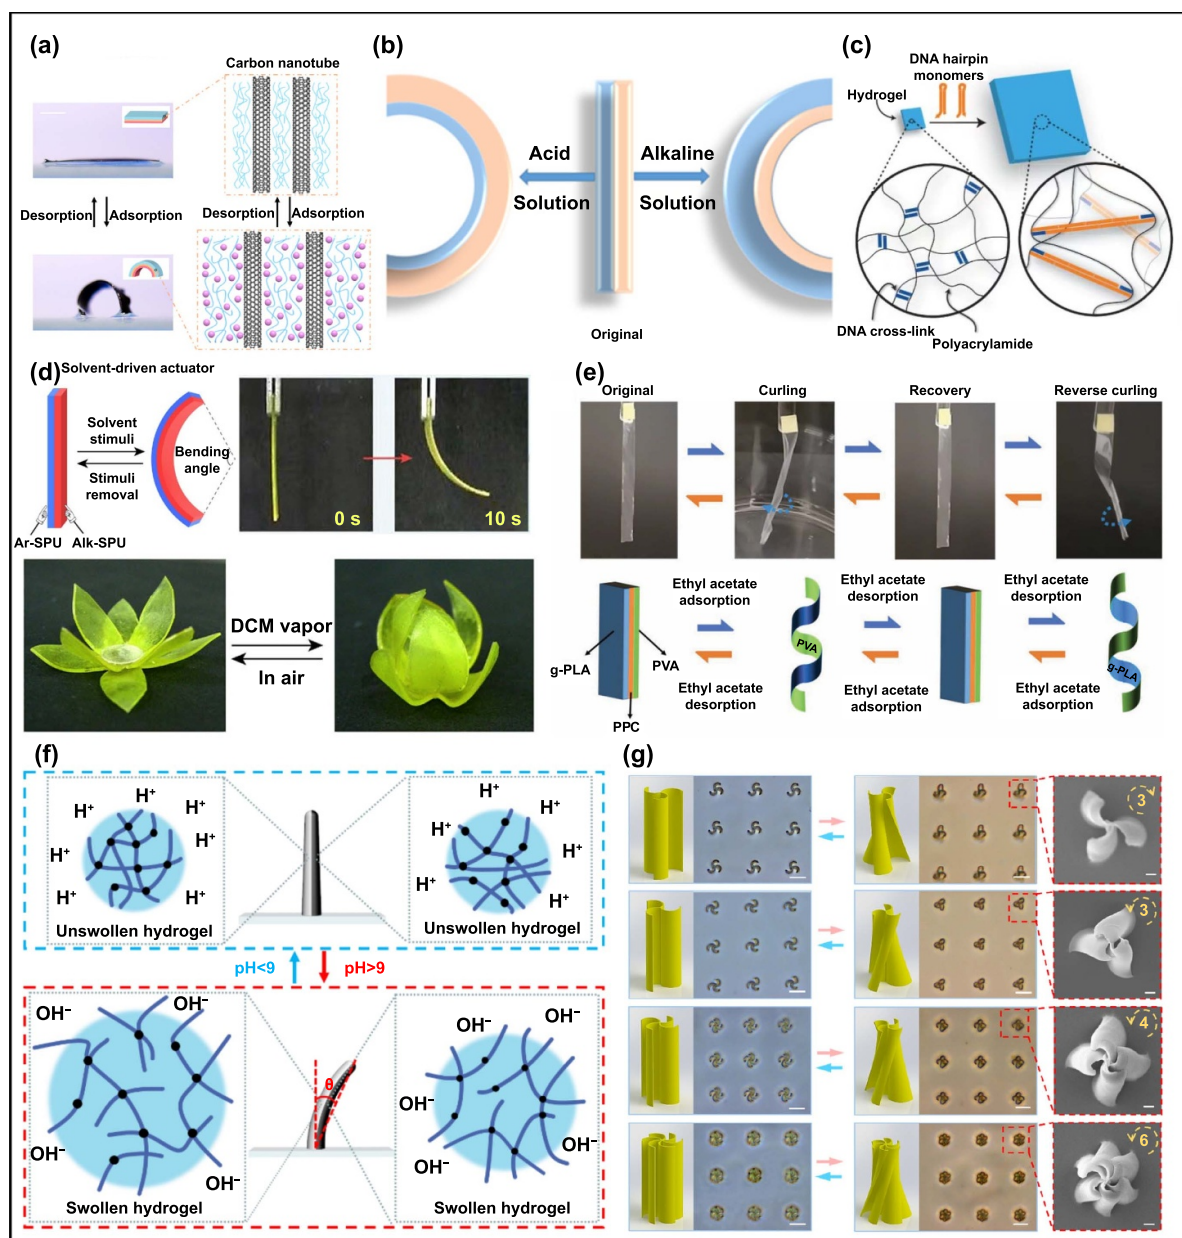 (a)
Carbon nanotube
Desorption
Adsorption
Desorption
Adsorption
(b)
Acid
Solution
Alkaline
Solution
Original
(c)
DNA hairpin
monomers
Hydrogel
DNA cross-link
Polyacrylamide
(d)
Solvent-driven actuator
Solvent
stimuli
Stimuli
removal
Bending
angle
Ar-SPU
Alk-SPU
0 s
10 s
DCM vapor
In air
(e)
Original
Curling
Recovery
Reverse curling
Ethyl acetate
adsorption
Ethyl acetate
desorption
Ethyl acetate
desorption
g-PLA
PVA
PVA
g-PLA
Ethyl acetate
desorption
Ethyl acetate
adsorption
Ethyl acetate
adsorption
PPC
(f)
H⁺
H⁺
H⁺
H⁺
H⁺
H⁺
H⁺
H⁺
H⁺
H⁺
H⁺
H⁺
H⁺
H⁺
Unswollen hydrogel
Unswollen hydrogel
pH<9
pH>9
OH⁻
OH⁻
OH⁻
OH⁻
θ
OH⁻
OH⁻
OH⁻
OH⁻
OH⁻
Swollen hydrogel
Swollen hydrogel
(g)
3
3
4
6